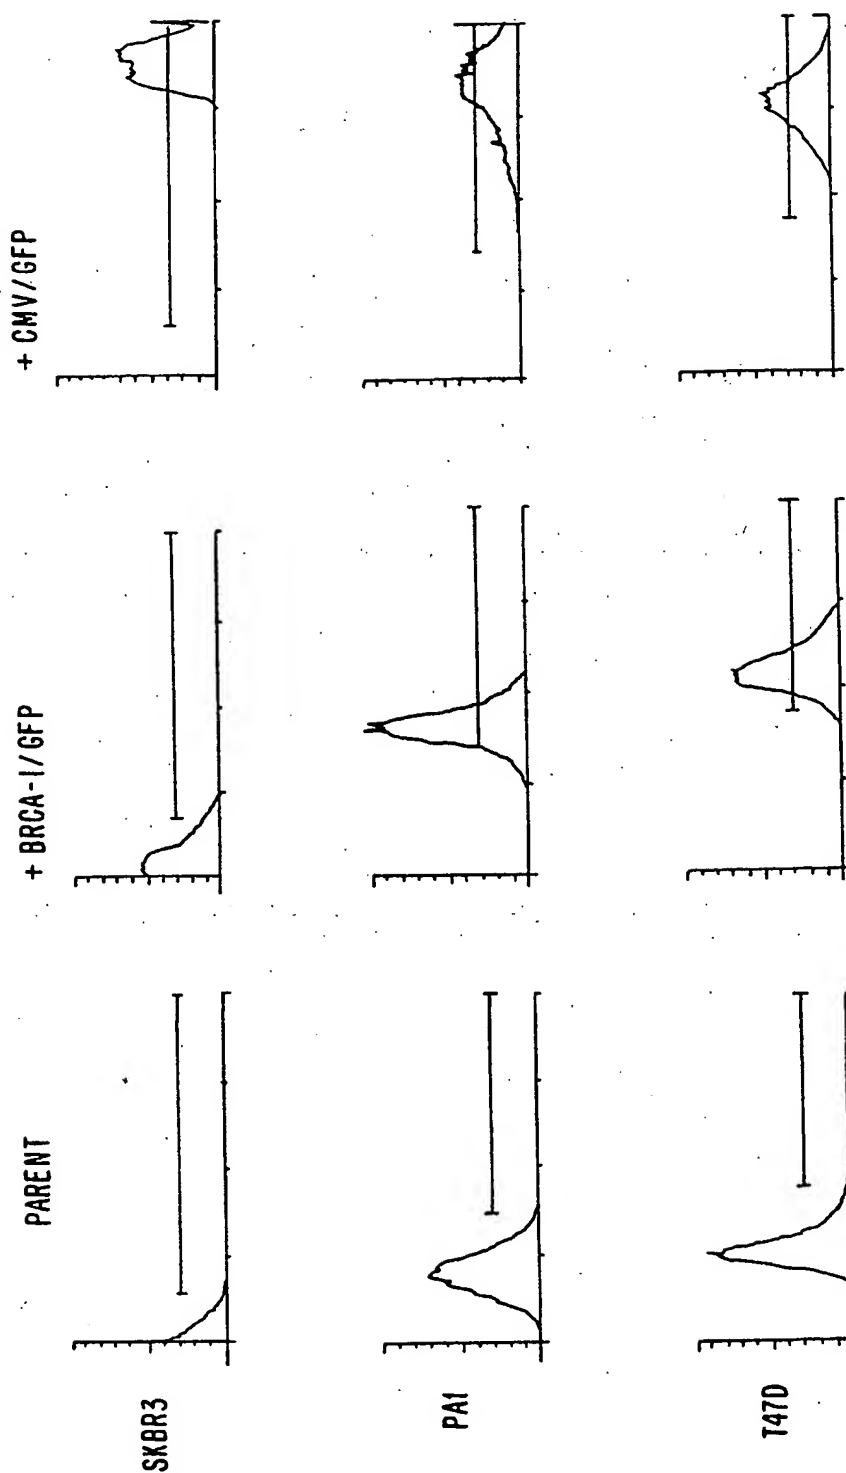 PARENT
+ BRCA-1/GFP
+ CMV/GFP
SKBR3
PA1
T47D